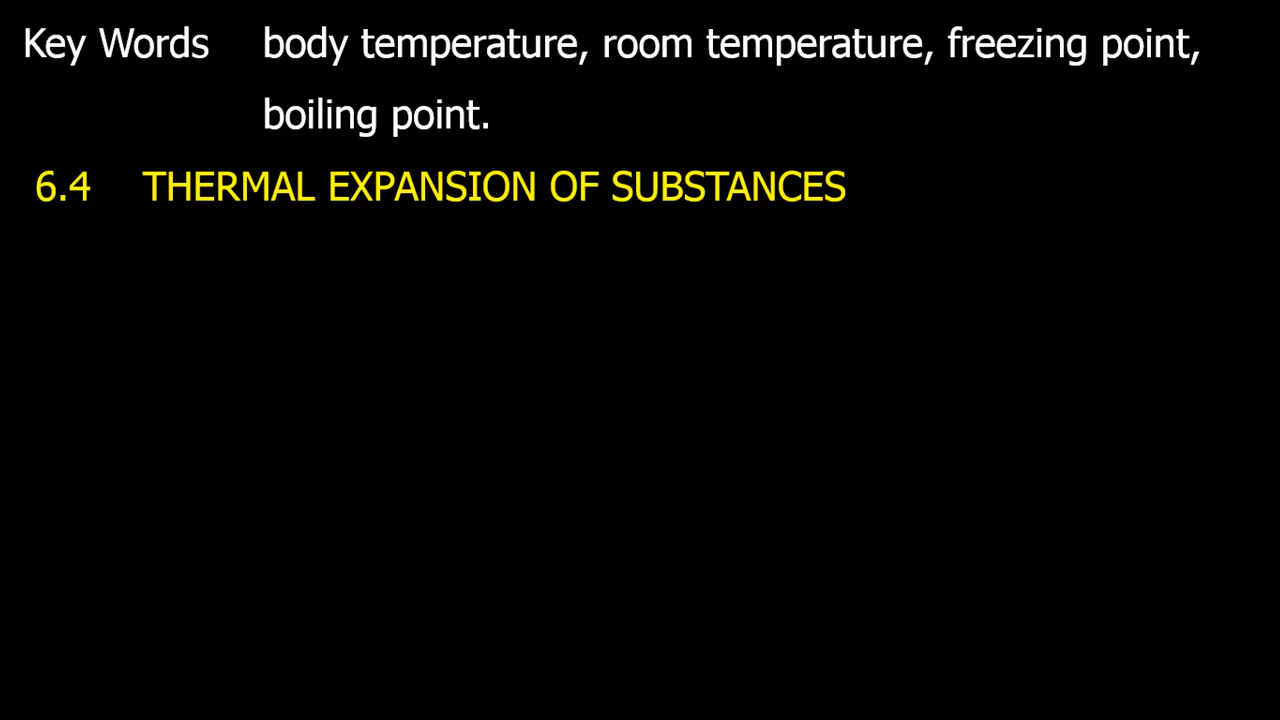 Key Words body temperature, room temperature, freezing point,
boiling point.
6.4 THERMAL EXPANSION OF SUBSTANCES